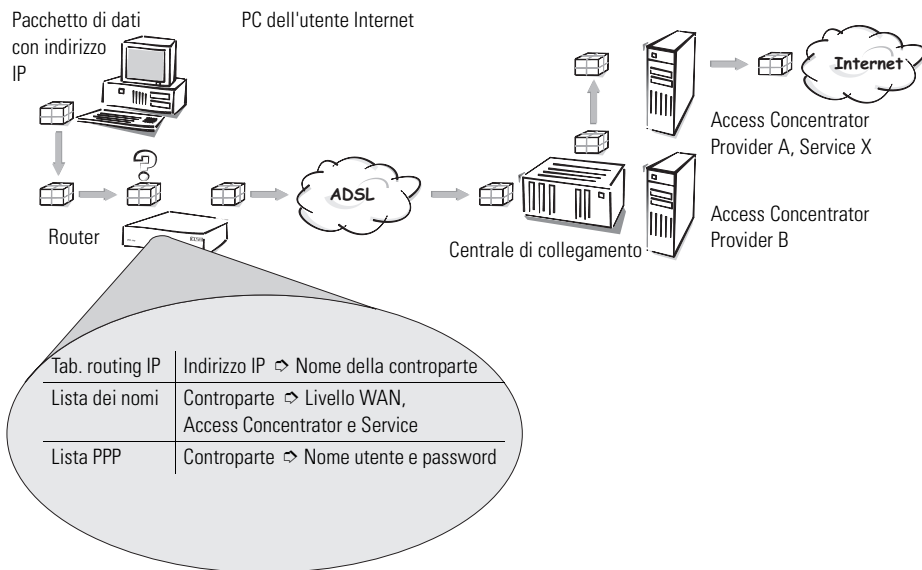 Pacchetto di dati
con indirizzo
IP
PC dell'utente Internet
Internet
Access Concentrator
Provider A, Service X
ADSL
Router
Centrale di collegamento
Access Concentrator
Provider B
Tab. routing IP | Indirizzo IP ➩ Nome della controparte
Lista dei nomi | Controparte ➩ Livello WAN,
Access Concentrator e Service
Lista PPP | Controparte ➩ Nome utente e password